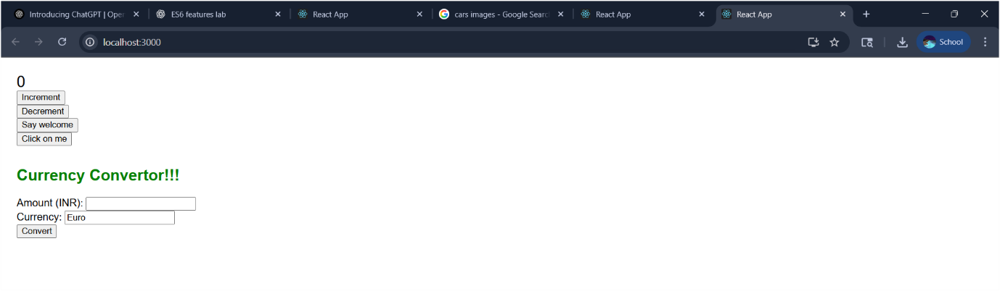 Introducing ChatGPT | Oper
ES6 features lab
React App
cars images - Google Searc
React App
React App
localhost:3000
School
0
Increment
Decrement
Say welcome
Click on me
Currency Convertor!!!
Amount (INR):
Currency: Euro
Convert